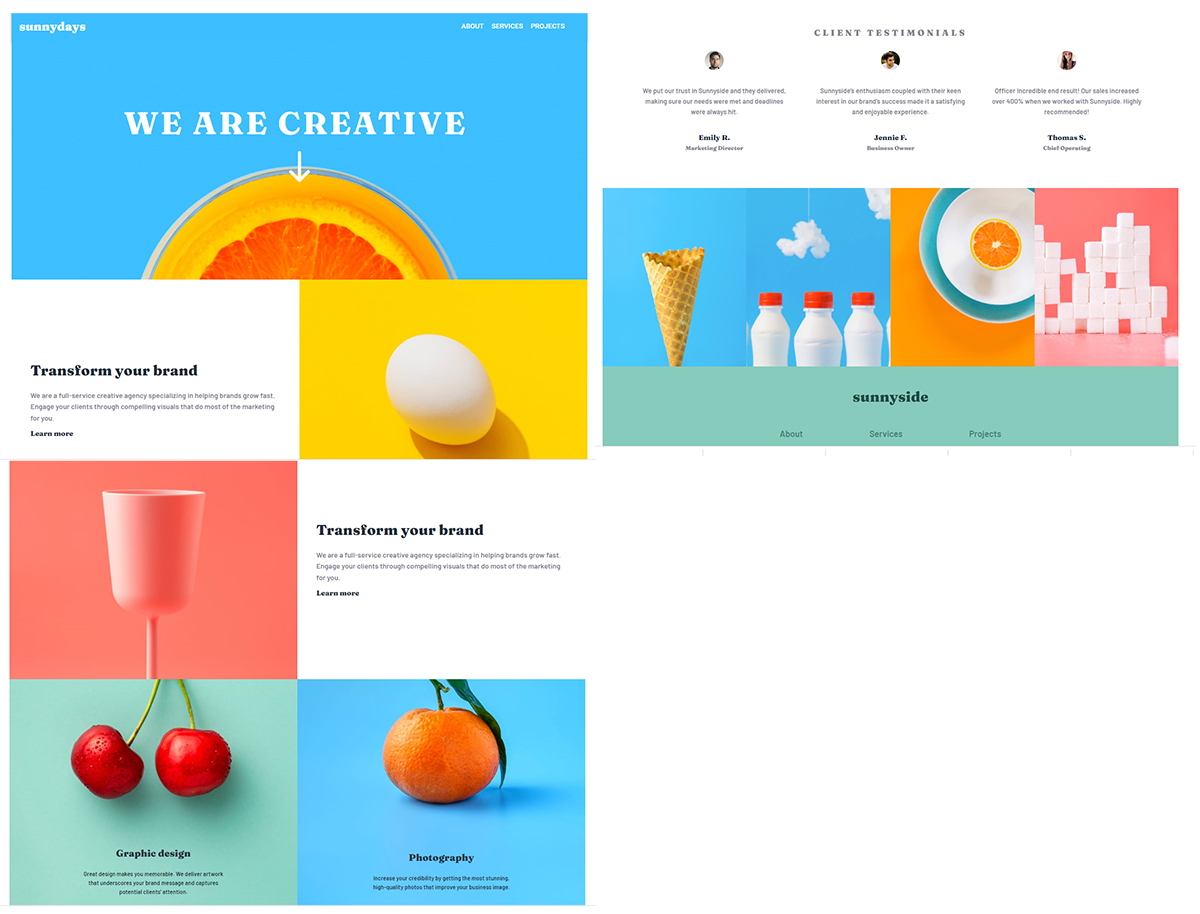 sunnydays
ABOUT SERVICES PROJECTS
WE ARE CREATIVE
Transform your brand
We are a full-service creative agency specializing in helping brands grow fast.
Engage your clients through compelling visuals that do most of the marketing
for you.
Learn more
Transform your brand
We are a full-service creative agency specializing in helping brands grow fast.
Engage your clients through compelling visuals that do most of the marketing
for you.
Learn more
Graphic design
Great design makes you memorable. We deliver artwork
that underscores your brand message and captures
potential clients' attention.
Photography
Increase your credibility by getting the most stunning,
high-quality photos that improve your business image.
CLIENT TESTIMONIALS
We put our trust in Sunnyside and they delivered,
making sure our needs were met and deadlines
were always hit.
Emily R.
Marketing Director
Sunnyside's enthusiasm coupled with their keen
interest in our brand's success made it a satisfying
and enjoyable experience.
Jennie F.
Business Owner
Officer Incredible end result! Our sales increased
over 400% when we worked with Sunnyside. Highly
recommended!
Thomas S.
Chief Operating
sunnyside
About Services Projects